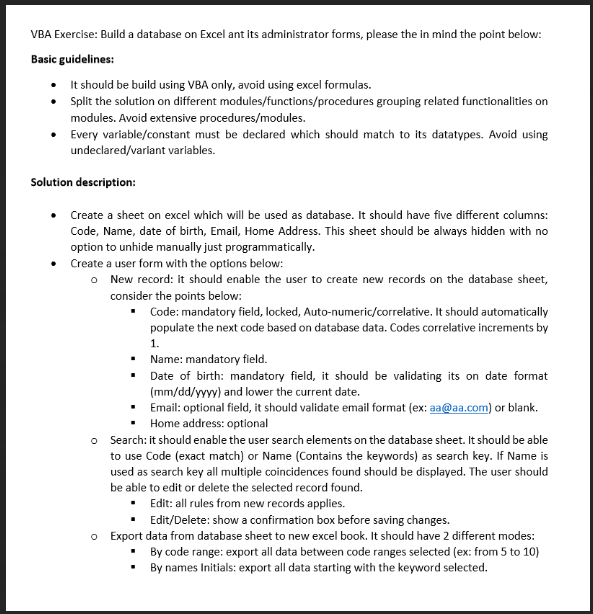 VBA Exercise: Build a database on Excel ant its administrator forms, please the in mind the point below:
Basic guidelines:
• It should be build using VBA only, avoid using excel formulas.
• Split the solution on different modules/functions/procedures grouping related functionalities on
modules. Avoid extensive procedures/modules.
• Every variable/constant must be declared which should match to its datatypes. Avoid using
undeclared/variant variables.
Solution description:
• Create a sheet on excel which will be used as database. It should have five different columns:
Code, Name, date of birth, Email, Home Address. This sheet should be always hidden with no
option to unhide manually just programmatically.
• Create a user form with the options below:
o New record: it should enable the user to create new records on the database sheet,
consider the points below:
▪ Code: mandatory field, locked, Auto-numeric/correlative. It should automatically
populate the next code based on database data. Codes correlative increments by
1.
▪ Name: mandatory field.
▪ Date of birth: mandatory field, it should be validating its on date format
(mm/dd/yyyy) and lower the current date.
▪ Email: optional field, it should validate email format (ex: aa@aa.com) or blank.
▪ Home address: optional
o Search: it should enable the user search elements on the database sheet. It should be able
to use Code (exact match) or Name (Contains the keywords) as search key. If Name is
used as search key all multiple coincidences found should be displayed. The user should
be able to edit or delete the selected record found.
▪ Edit: all rules from new records applies.
▪ Edit/Delete: show a confirmation box before saving changes.
o Export data from database sheet to new excel book. It should have 2 different modes:
▪ By code range: export all data between code ranges selected (ex: from 5 to 10)
▪ By names Initials: export all data starting with the keyword selected.